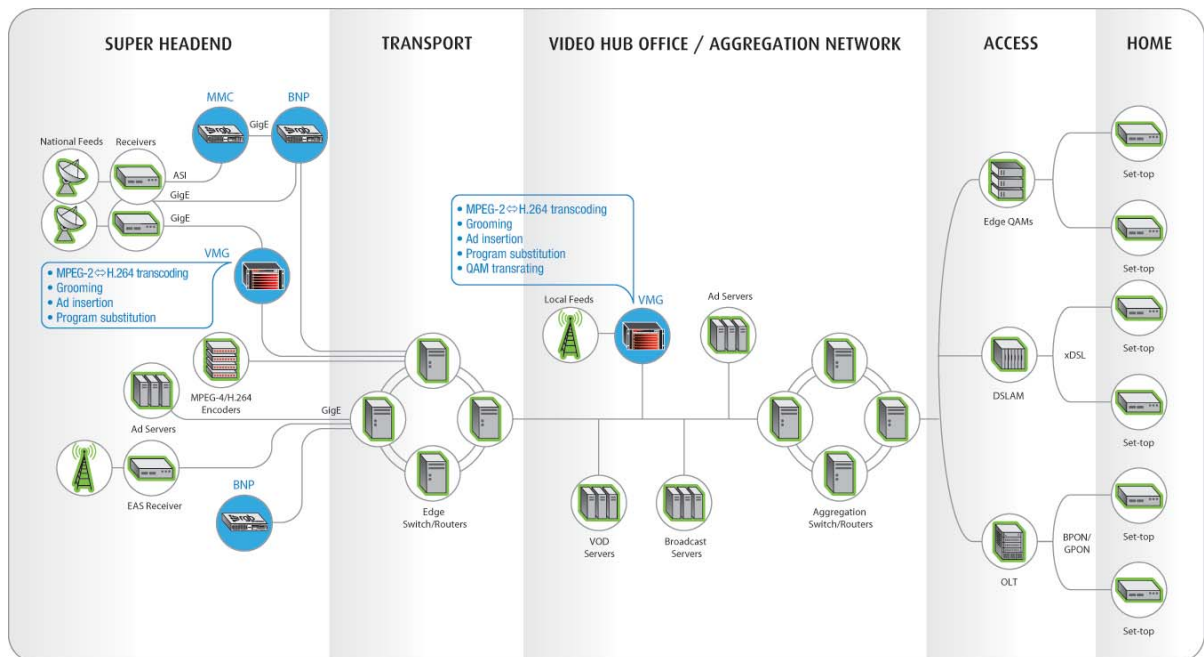 SUPER HEADEND
TRANSPORT
VIDEO HUB OFFICE / AGGREGATION NETWORK
ACCESS
HOME
MMC
BNP
GigE
National Feeds
Receivers
ASI
GigE
GigE
VMG
• MPEG-2⇔H.264 transcoding
• Grooming
• Ad insertion
• Program substitution
MPEG-4/H.264
Encoders
Ad Servers
GigE
EAS Receiver
BNP
Edge
Switch/Routers
• MPEG-2⇔H.264 transcoding
• Grooming
• Ad insertion
• Program substitution
• QAM transrating
Local Feeds
VMG
Ad Servers
VOD
Servers
Broadcast
Servers
Aggregation
Switch/Routers
Edge QAMs
DSLAM
OLT
xDSL
BPON/
GPON
Set-top
Set-top
Set-top
Set-top
Set-top
Set-top
rgb
rgb
rgb